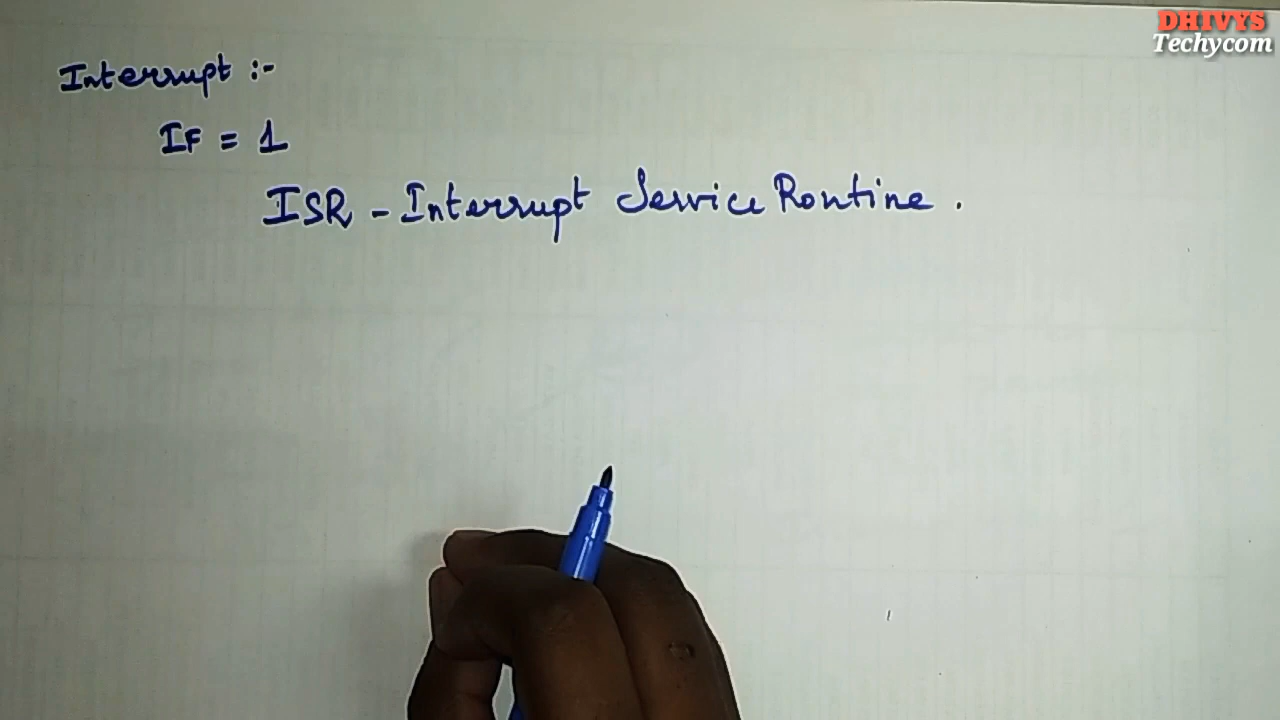 DHIVYS
Techycom
Interrupt :-
IF = 1
ISR - Interrupt Service Routine .